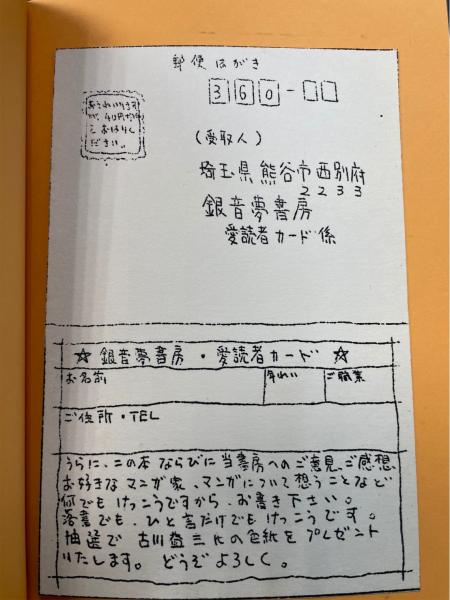 郵便はがき
360-
おそれいりますが、40円切手をおはりください。
(受取人)
埼玉県熊谷市西別府
2233
銀音夢書房
愛読者カード係
☆銀音夢書房・愛読者カード☆
お名前
年れい
ご職業
ご住所・TEL
うらに、この本ならびに当書房へのご意見、ご感想
お好きなマンガ家、マンガについて想うことなど
何でもけっこうですから、お書き下さい。
落書でも、ひと言だけでもけっこうです。
抽選で古川益三氏の色紙をプレゼント
いたします。どうぞよろしく。